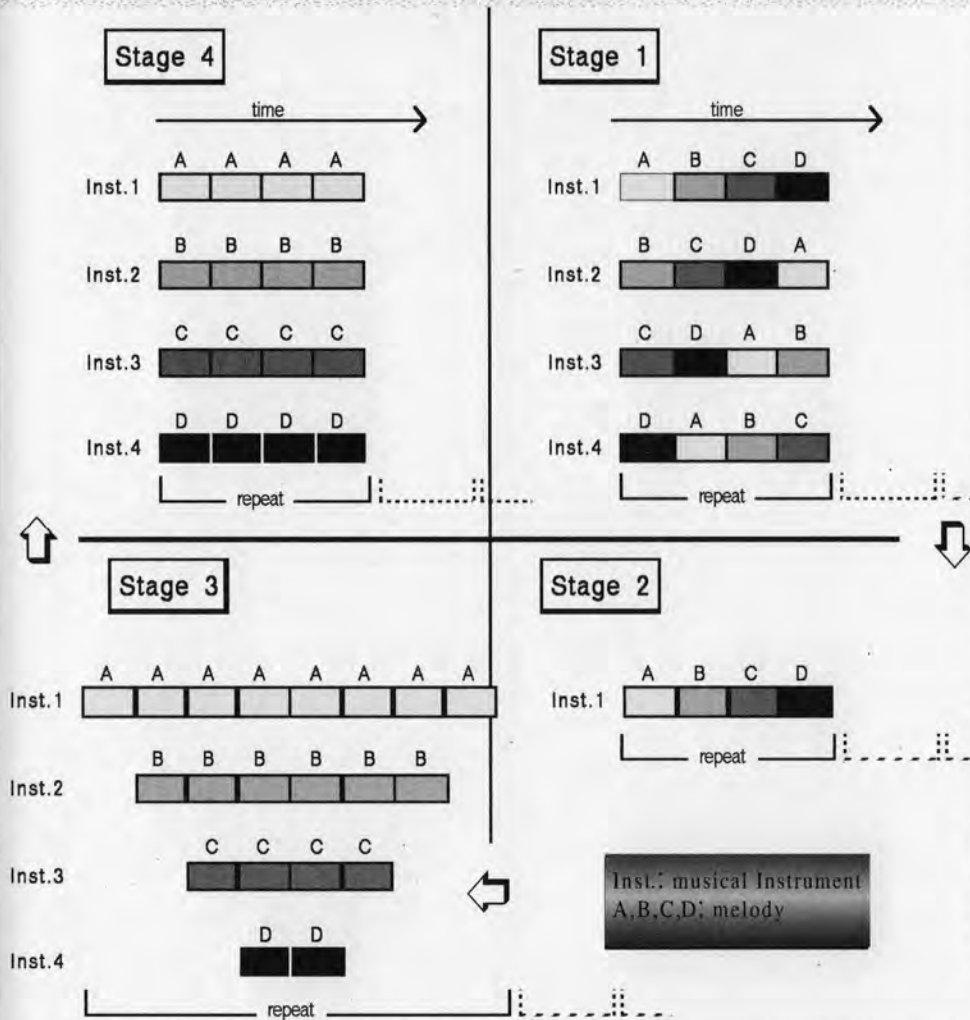 Stage 4
time
A A A A
Inst.1
B B B B
Inst.2
C C C C
Inst.3
D D D D
Inst.4
repeat
Stage 1
time
A B C D
Inst.1
B C D A
Inst.2
C D A B
Inst.3
D A B C
Inst.4
repeat
Stage 3
A A A A A A A A
Inst.1
B B B B B B
Inst.2
C C C C
Inst.3
D D
Inst.4
repeat
Stage 2
A B C D
Inst.1
repeat
Inst.: musical Instrument
A,B,C,D: melody